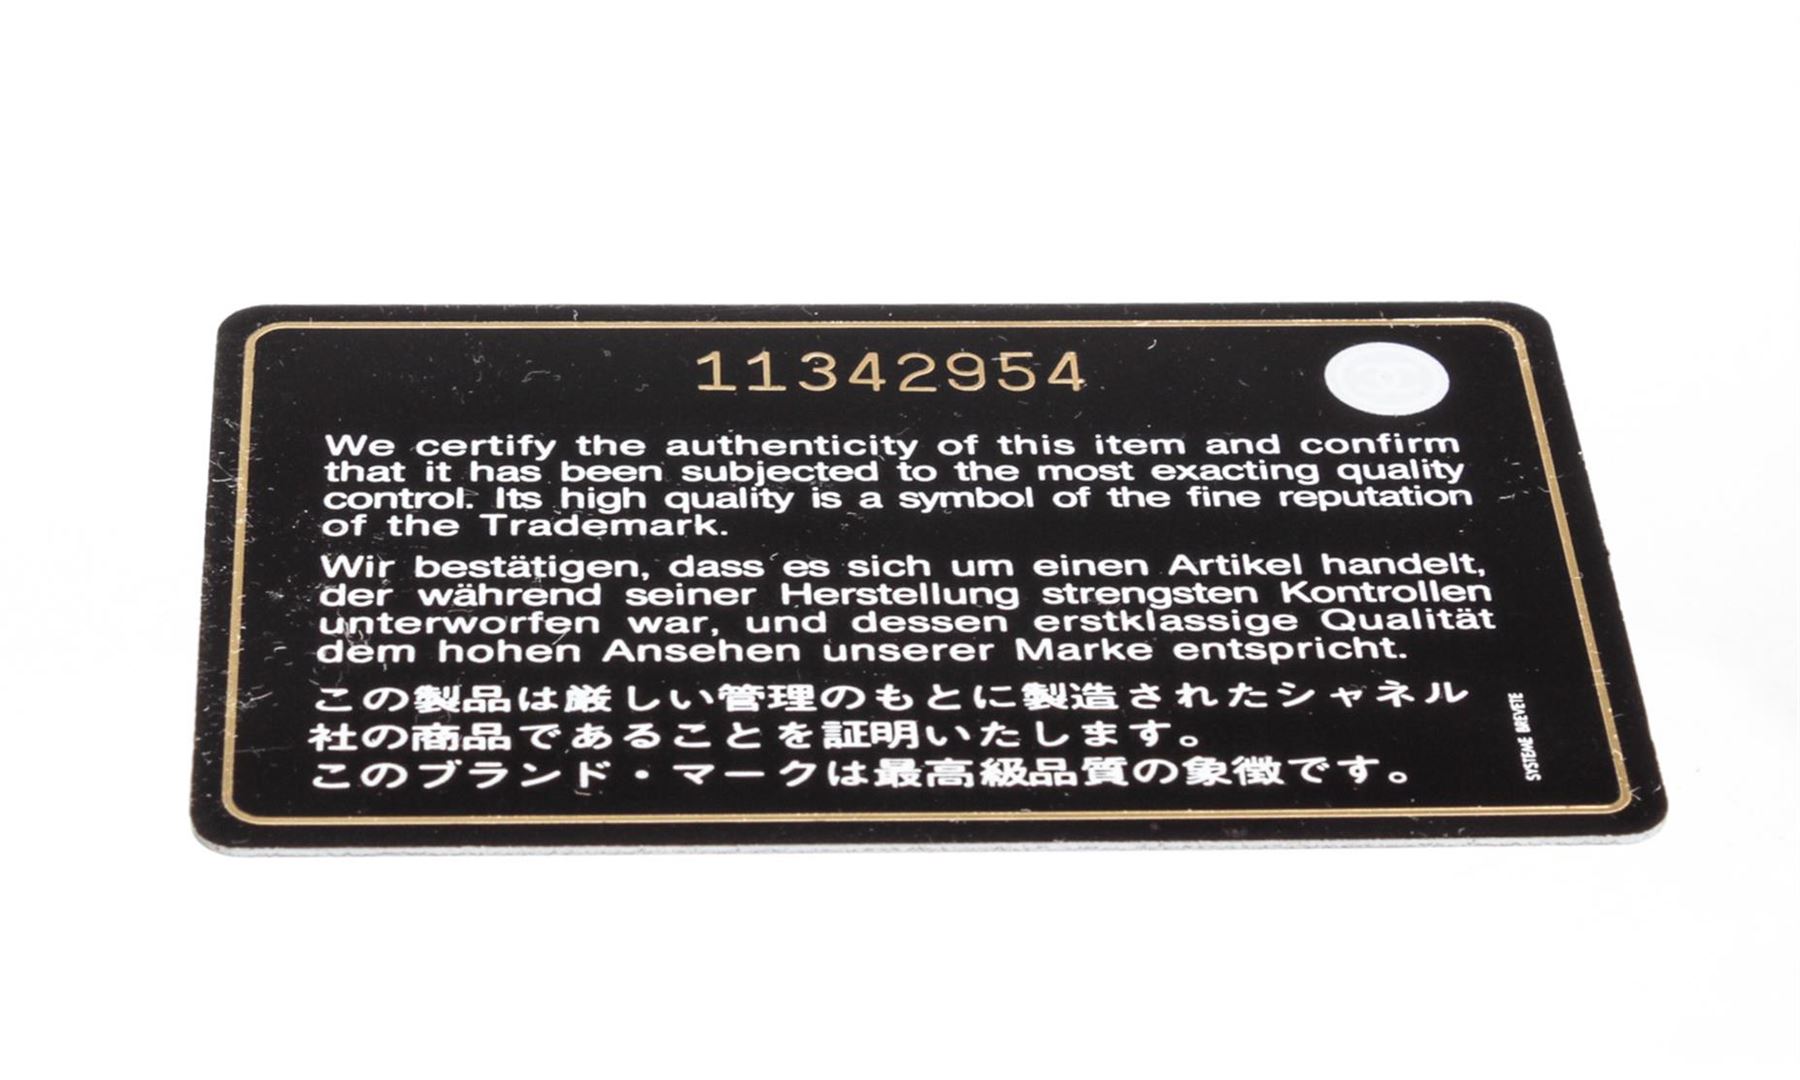 11342954
We certify the authenticity of this item and confirm
that it has been subjected to the most exacting quality
control. Its high quality is a symbol of the fine reputation
of the Trademark.
Wir bestätigen, dass es sich um einen Artikel handelt,
der während seiner Herstellung strengsten Kontrollen
unterworfen war, und dessen erstklassige Qualität
dem hohen Ansehen unserer Marke entspricht.
この製品は厳しい管理のもとに製造されたシャネル
社の商品であることを証明いたします。
このブランド・マークは最高級品質の象徴です。
SYSTEME BREVETE